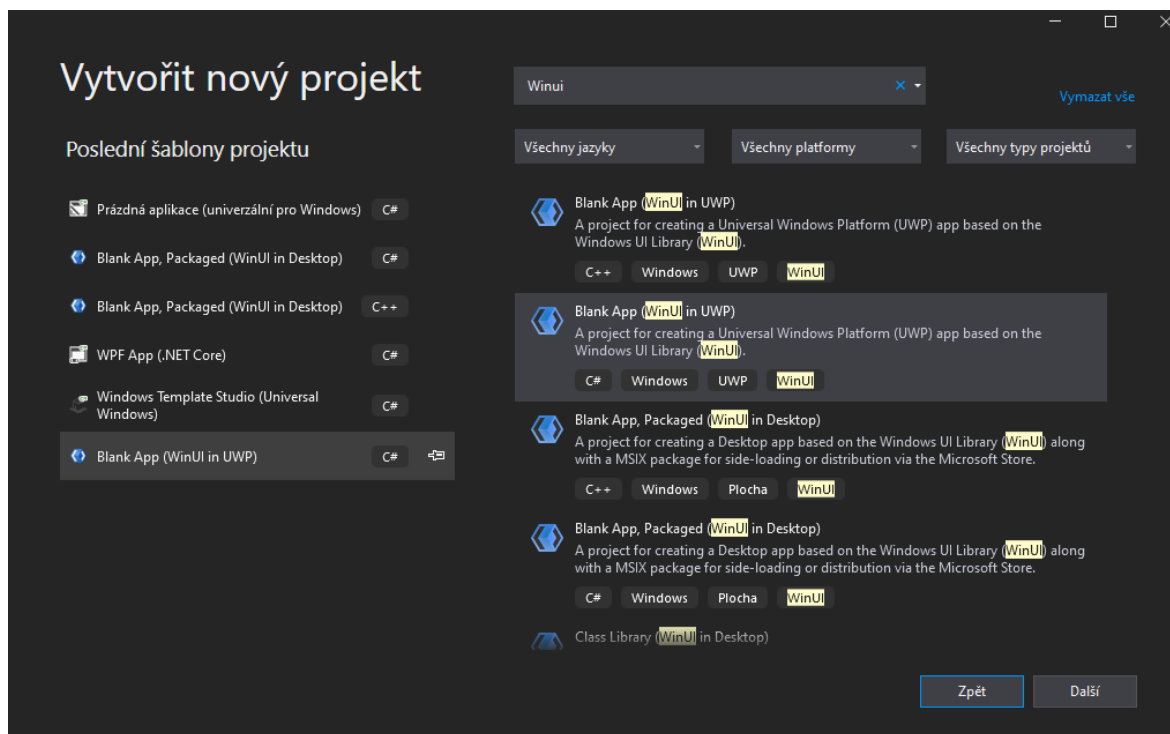 Vytvořit nový projekt
Poslední šablony projektu
Prázdná aplikace (univerzální pro Windows) C#
Blank App, Packaged (WinUI in Desktop) C#
Blank App, Packaged (WinUI in Desktop) C++
WPF App (.NET Core) C#
Windows Template Studio (Universal
Windows) C#
Blank App (WinUI in UWP) C#
Winui
Vymazat vše
Všechny jazyky Všechny platformy Všechny typy projektů
Blank App (WinUI in UWP)
A project for creating a Universal Windows Platform (UWP) app based on the
Windows UI Library (WinUI).
C++ Windows UWP WinUI
Blank App (WinUI in UWP)
A project for creating a Universal Windows Platform (UWP) app based on the
Windows UI Library (WinUI).
C# Windows UWP WinUI
Blank App, Packaged (WinUI in Desktop)
A project for creating a Desktop app based on the Windows UI Library (WinUI) along
with a MSIX package for side-loading or distribution via the Microsoft Store.
C++ Windows Plocha WinUI
Blank App, Packaged (WinUI in Desktop)
A project for creating a Desktop app based on the Windows UI Library (WinUI) along
with a MSIX package for side-loading or distribution via the Microsoft Store.
C# Windows Plocha WinUI
Class Library (WinUI in Desktop)
Zpět Další